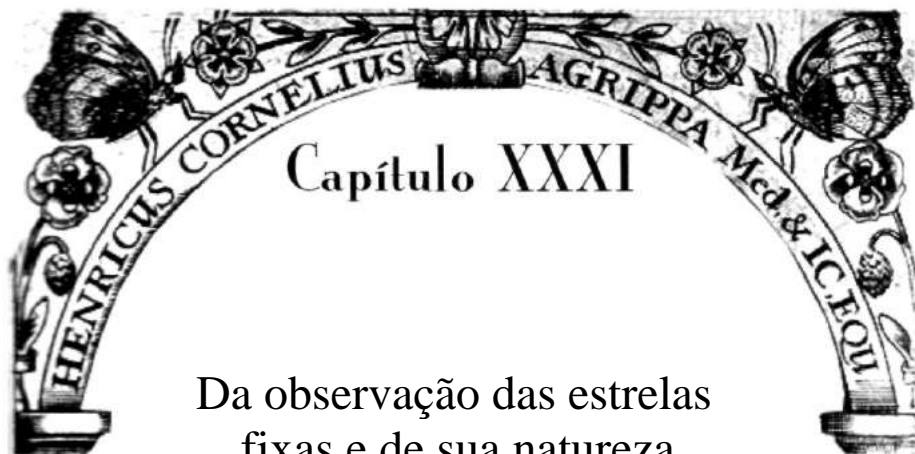 HENRICUS CORNELIUS AGRIPPA Med. & IC. EQU
Capítulo XXXI
Da observação das estrelas
fixas e de sua natureza